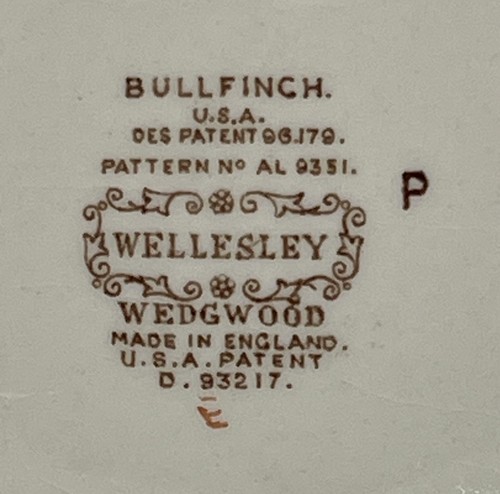 BULLFINCH.
U.S.A.
DES PATENT 96.179.
PATTERN Nº AL 9351.
P
WELLESLEY
WEDGWOOD
MADE IN ENGLAND.
U.S.A. PATENT
D. 93217.
E